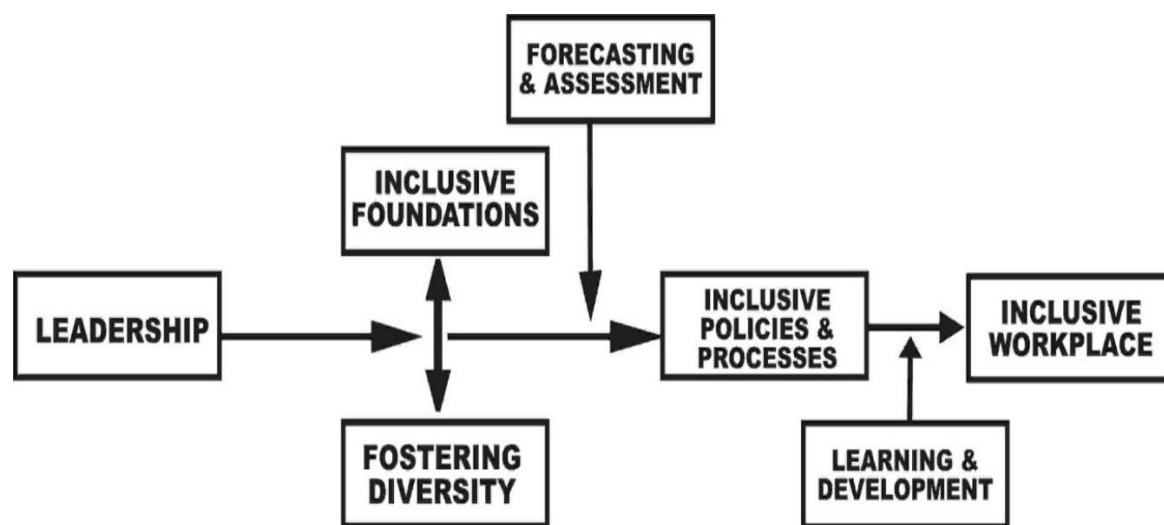 FORECASTING
& ASSESSMENT
INCLUSIVE
FOUNDATIONS
LEADERSHIP
INCLUSIVE
POLICIES &
PROCESSES
INCLUSIVE
WORKPLACE
FOSTERING
DIVERSITY
LEARNING &
DEVELOPMENT